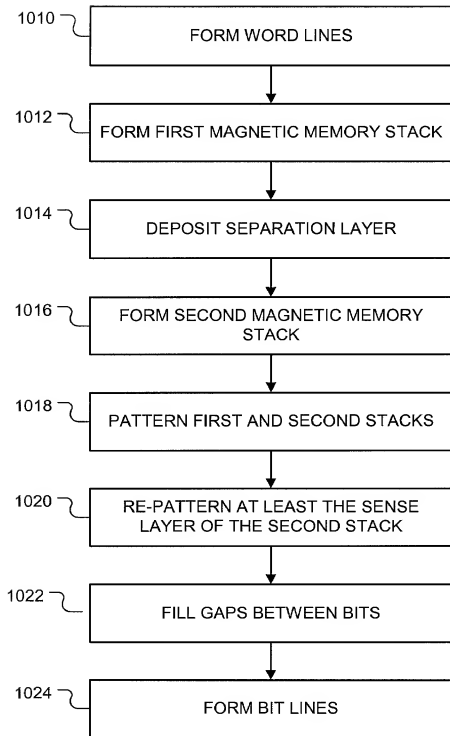 1010
FORM WORD LINES
1012
FORM FIRST MAGNETIC MEMORY STACK
1014
DEPOSIT SEPARATION LAYER
1016
FORM SECOND MAGNETIC MEMORY
STACK
1018
PATTERN FIRST AND SECOND STACKS
1020
RE-PATTERN AT LEAST THE SENSE
LAYER OF THE SECOND STACK
1022
FILL GAPS BETWEEN BITS
1024
FORM BIT LINES